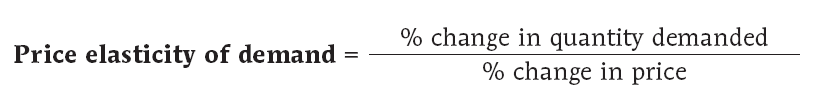 Price elasticity of demand = % change in quantity demanded
% change in price